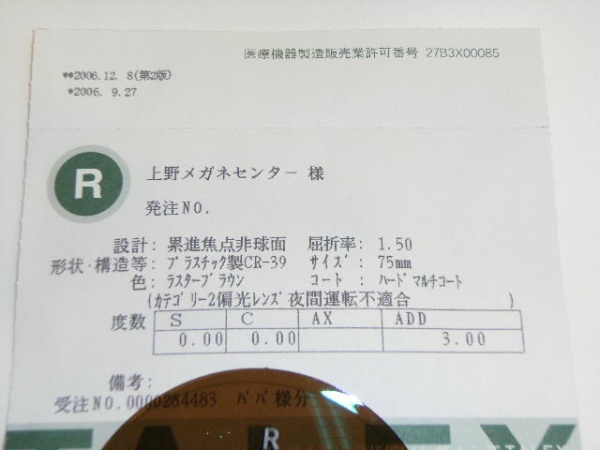 医療機器製造販売業許可番号 27B3X00085
**2006.12. 8(第2版)
*2006. 9.27
R
上野メガネセンター 様
発注NO.
設計: 累進焦点非球面 屈折率: 1.50
形状・構造等: ﾌﾟﾗｽﾁｯｸ製CR-39 ｻｲｽﾞ: 75mm
色: ﾗｽﾀｰﾌﾞﾗｳﾝ ｺｰﾄ: ﾊｰﾄﾞﾏﾙﾁｺｰﾄ
(ｶﾃｺﾞﾘｰ2偏光ﾚﾝｽﾞ夜間運転不適合 )
度数 S C AX ADD
0.00 0.00 3.00
備考:
受注NO.0000284483 ﾊﾞﾊﾞ様分
R